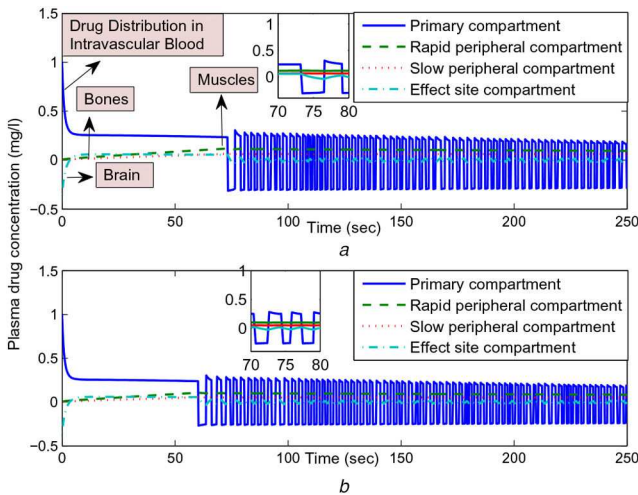 Plasma drug concentration (mg/l)
1.5
1
0.5
0
−0.5
Drug Distribution in
Intravascular Blood
Bones
Brain
Muscles
1
0.5
0
70 75 80
Primary compartment
Rapid peripheral compartment
Slow peripheral compartment
Effect site compartment
0 50 100 150 200 250
Time (sec)
a
1.5
1
0.5
0
−0.5
1
0.5
0
70 75 80
Primary compartment
Rapid peripheral compartment
Slow peripheral compartment
Effect site compartment
0 50 100 150 200 250
Time (sec)
b